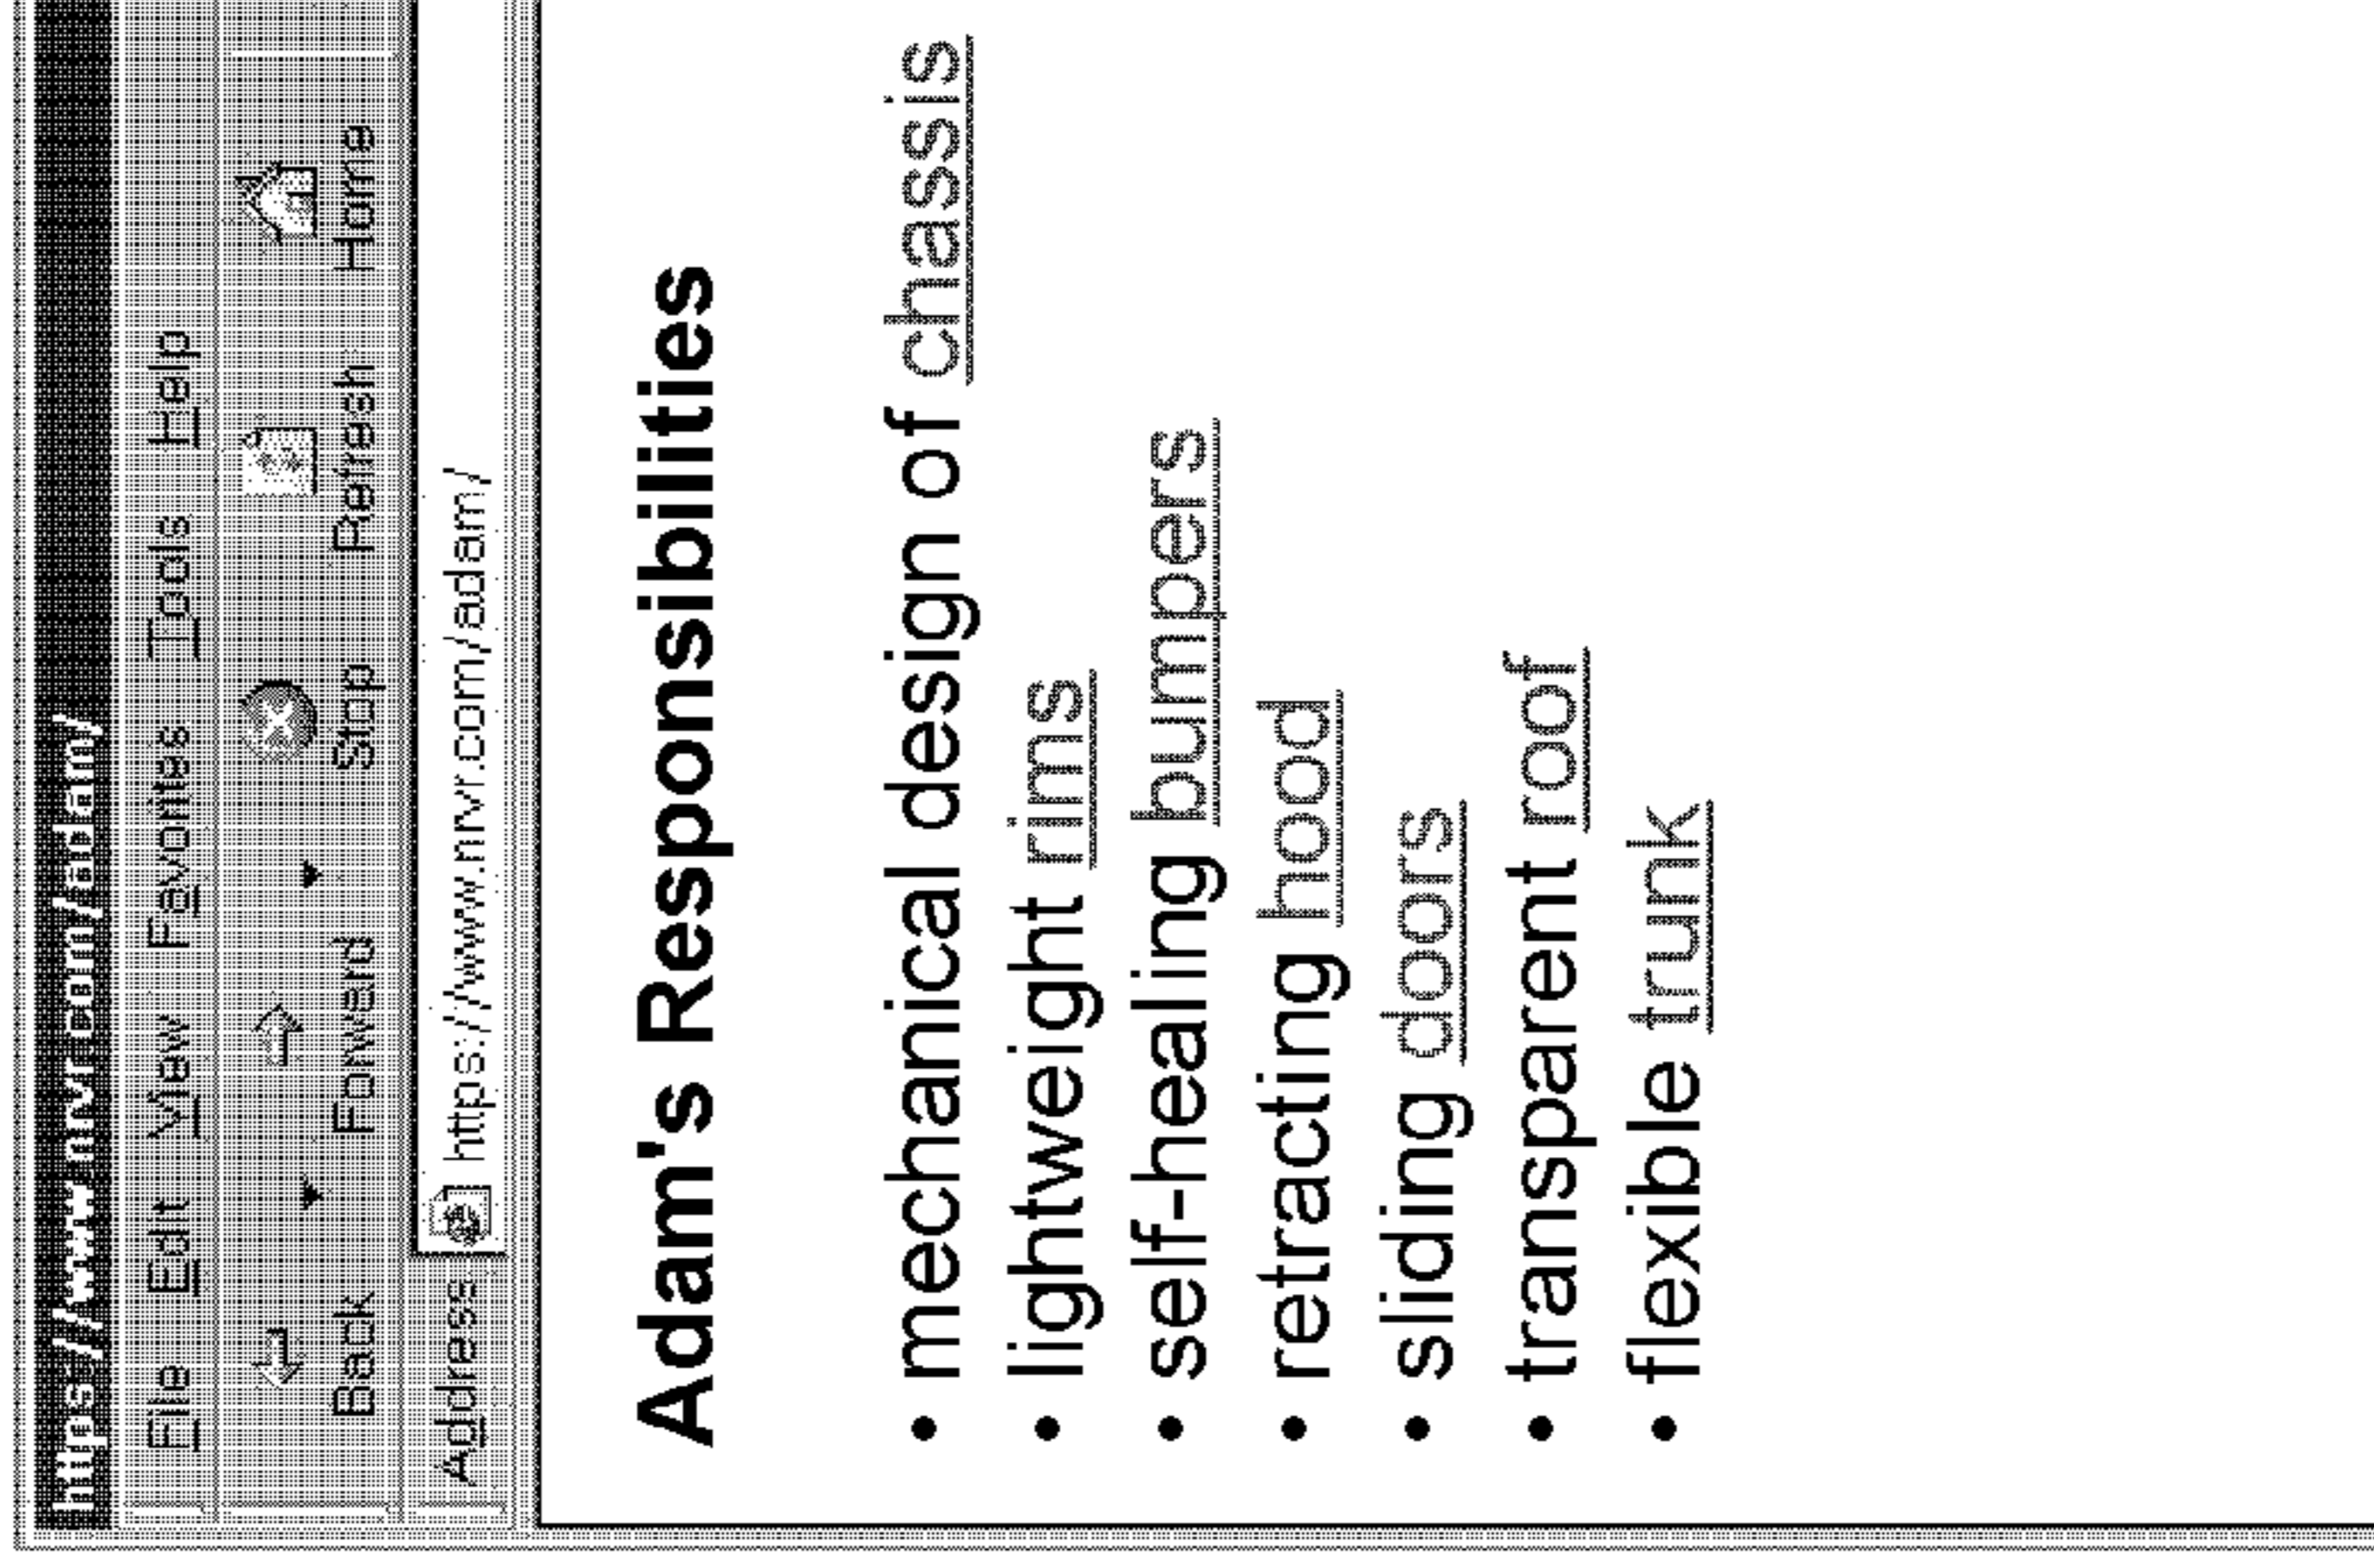 https://www.nrvr.com/adam/
File Edit View Favorites Tools Help
Back Forward Stop Refresh Home
Address https://www.nrvr.com/adam/
Adam's Responsibilities
• mechanical design of chassis
• lightweight rims
• self-healing bumpers
• retracting hood
• sliding doors
• transparent roof
• flexible trunk